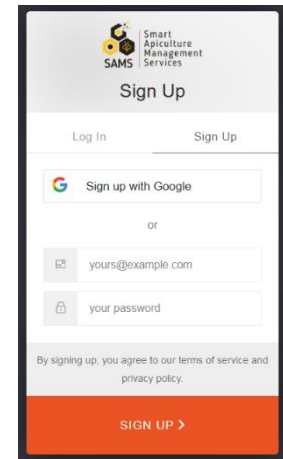 Smart
Apiculture
Management
Services
SAMS
Sign Up
Log In Sign Up
Sign up with Google
or
yours@example.com
your password
By signing up, you agree to our terms of service and
privacy policy.
SIGN UP >